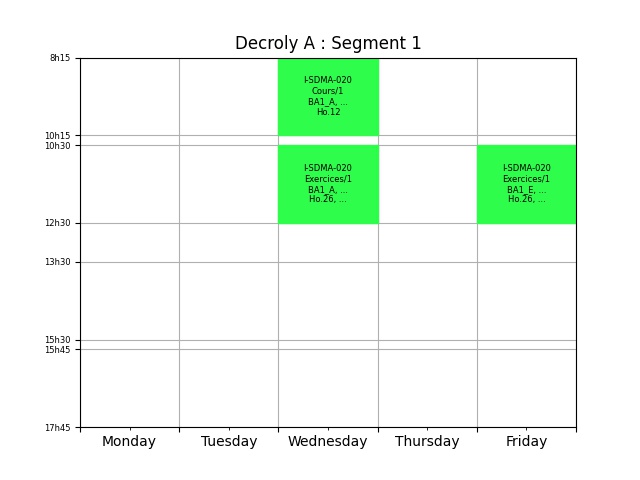 Decroly A : Segment 1
8h15
I-SDMA-020
Cours/1
BA1_A, ...
Ho.12
10h15
10h30
I-SDMA-020
Exercices/1
BA1_A, ...
Ho.26, ...
I-SDMA-020
Exercices/1
BA1_E, ...
Ho.26, ...
12h30
13h30
15h30
15h45
17h45
Monday Tuesday Wednesday Thursday Friday